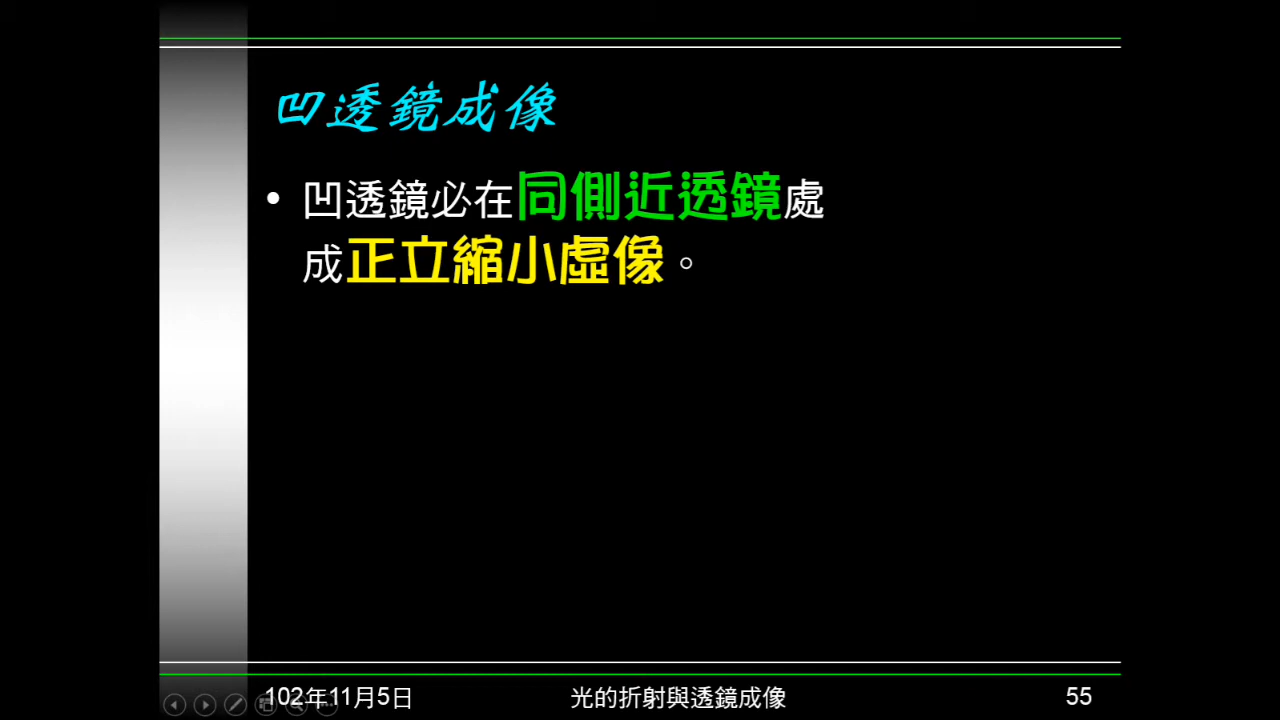 凹透鏡成像
• 凹透鏡必在同側近透鏡處
成正立縮小虛像。
102年11月5日
光的折射與透鏡成像
55